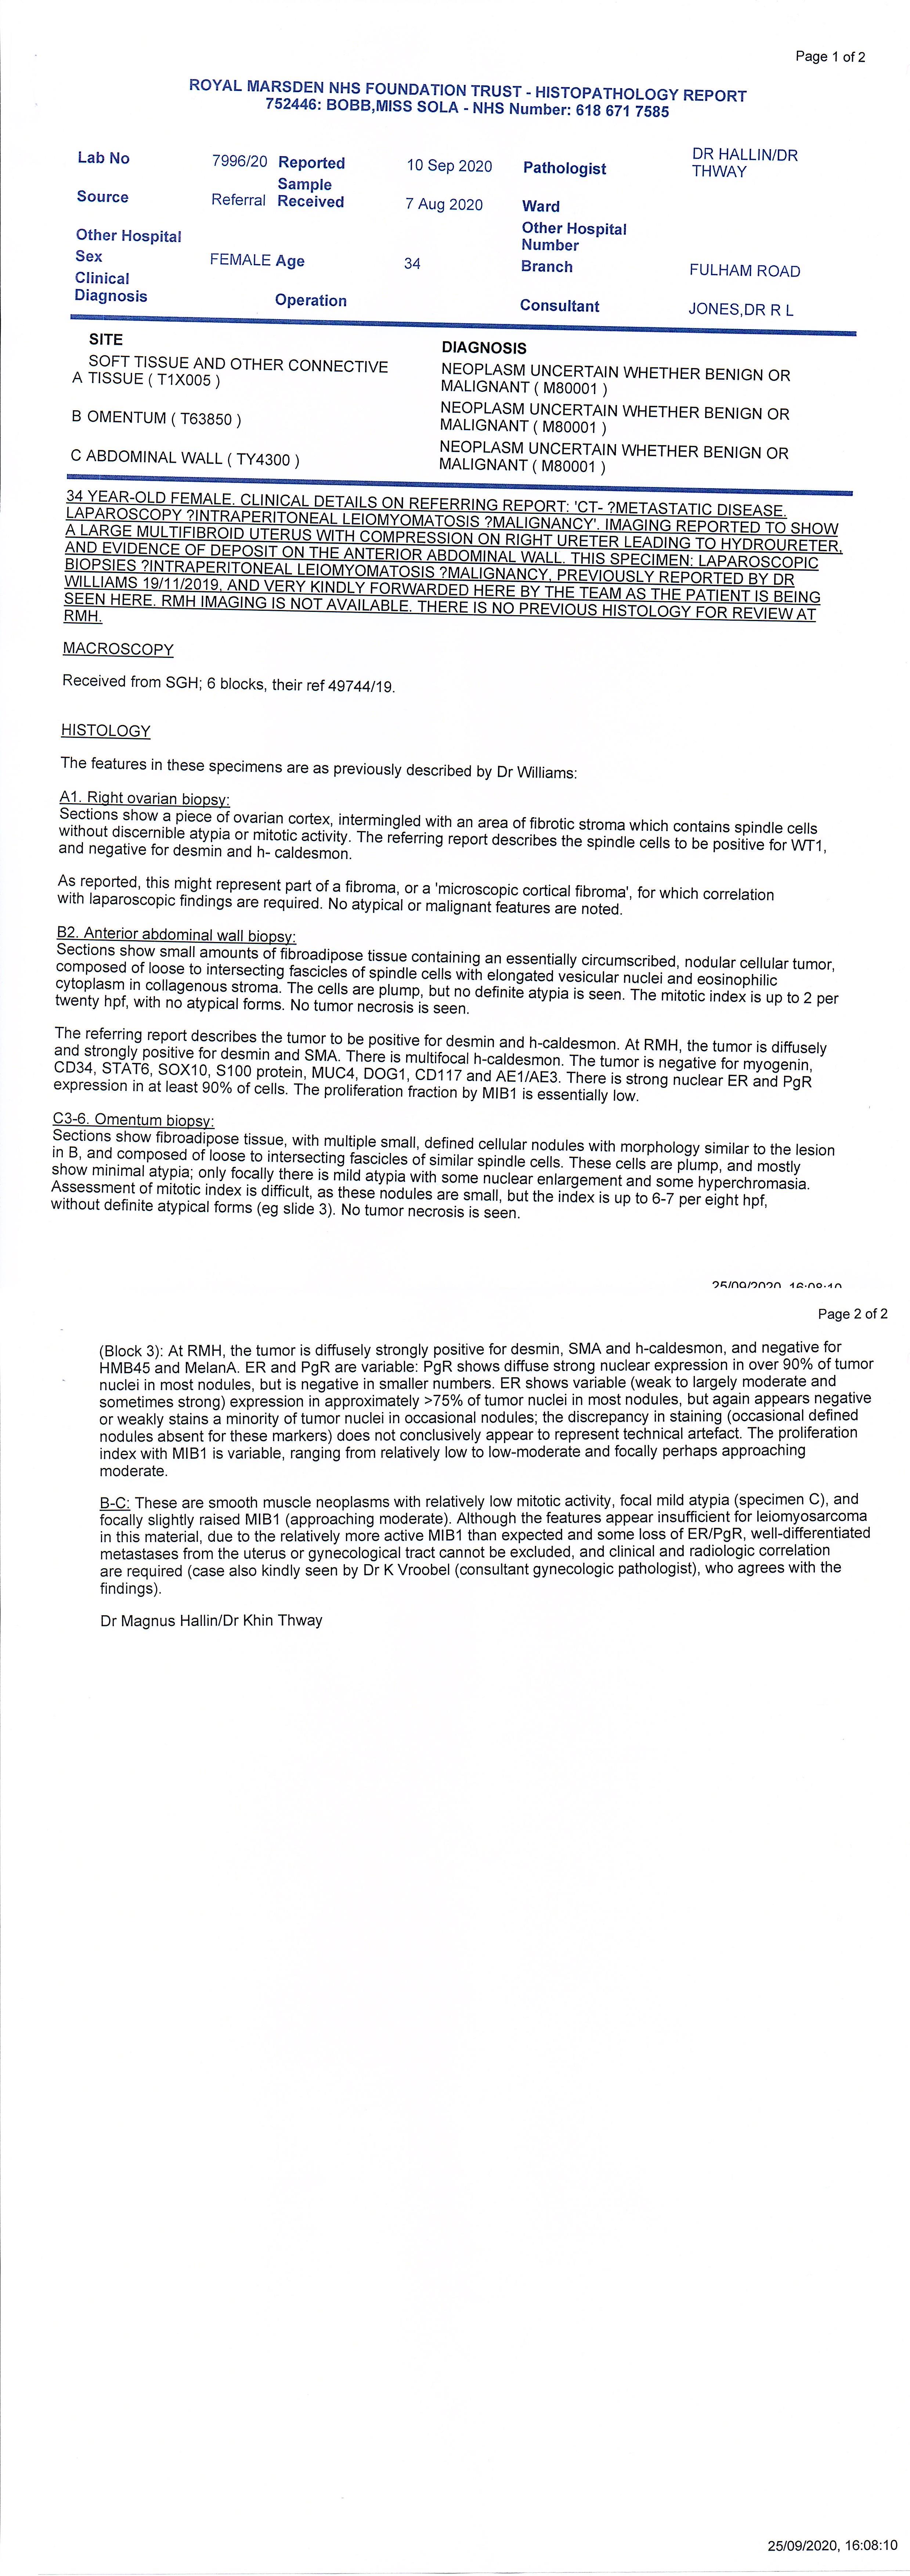 Page 1 of 2
ROYAL MARSDEN NHS FOUNDATION TRUST - HISTOPATHOLOGY REPORT
752446: BOBB,MISS SOLA - NHS Number: 618 671 7585
Lab No 7996/20 Reported 10 Sep 2020 Pathologist DR HALLIN/DR THWAY
Source Referral Sample Received 7 Aug 2020 Ward
Other Hospital Other Hospital Number
Sex FEMALE Age 34 Branch FULHAM ROAD
Clinical Diagnosis Operation Consultant JONES,DR R L
SITE DIAGNOSIS
A SOFT TISSUE AND OTHER CONNECTIVE TISSUE ( T1X005 ) NEOPLASM UNCERTAIN WHETHER BENIGN OR MALIGNANT ( M80001 )
B OMENTUM ( T63850 ) NEOPLASM UNCERTAIN WHETHER BENIGN OR MALIGNANT ( M80001 )
C ABDOMINAL WALL ( TY4300 ) NEOPLASM UNCERTAIN WHETHER BENIGN OR MALIGNANT ( M80001 )
34 YEAR-OLD FEMALE. CLINICAL DETAILS ON REFERRING REPORT: 'CT- ?METASTATIC DISEASE.
LAPAROSCOPY ?INTRAPERITONEAL LEIOMYOMATOSIS ?MALIGNANCY'. IMAGING REPORTED TO SHOW
A LARGE MULTIFIBROID UTERUS WITH COMPRESSION ON RIGHT URETER LEADING TO HYDROURETER,
AND EVIDENCE OF DEPOSIT ON THE ANTERIOR ABDOMINAL WALL. THIS SPECIMEN: LAPAROSCOPIC
BIOPSIES ?INTRAPERITONEAL LEIOMYOMATOSIS ?MALIGNANCY, PREVIOUSLY REPORTED BY DR
WILLIAMS 19/11/2019, AND VERY KINDLY FORWARDED HERE BY THE TEAM AS THE PATIENT IS BEING
SEEN HERE. RMH IMAGING IS NOT AVAILABLE. THERE IS NO PREVIOUS HISTOLOGY FOR REVIEW AT
RMH.
MACROSCOPY
Received from SGH; 6 blocks, their ref 49744/19.
HISTOLOGY
The features in these specimens are as previously described by Dr Williams:
A1. Right ovarian biopsy:
Sections show a piece of ovarian cortex, intermingled with an area of fibrotic stroma which contains spindle cells
without discernible atypia or mitotic activity. The referring report describes the spindle cells to be positive for WT1,
and negative for desmin and h- caldesmon.
As reported, this might represent part of a fibroma, or a 'microscopic cortical fibroma', for which correlation
with laparoscopic findings are required. No atypical or malignant features are noted.
B2. Anterior abdominal wall biopsy:
Sections show small amounts of fibroadipose tissue containing an essentially circumscribed, nodular cellular tumor,
composed of loose to intersecting fascicles of spindle cells with elongated vesicular nuclei and eosinophilic
cytoplasm in collagenous stroma. The cells are plump, but no definite atypia is seen. The mitotic index is up to 2 per
twenty hpf, with no atypical forms. No tumor necrosis is seen.
The referring report describes the tumor to be positive for desmin and h-caldesmon. At RMH, the tumor is diffusely
and strongly positive for desmin and SMA. There is multifocal h-caldesmon. The tumor is negative for myogenin,
CD34, STAT6, SOX10, S100 protein, MUC4, DOG1, CD117 and AE1/AE3. There is strong nuclear ER and PgR
expression in at least 90% of cells. The proliferation fraction by MIB1 is essentially low.
C3-6. Omentum biopsy:
Sections show fibroadipose tissue, with multiple small, defined cellular nodules with morphology similar to the lesion
in B, and composed of loose to intersecting fascicles of similar spindle cells. These cells are plump, and mostly
show minimal atypia; only focally there is mild atypia with some nuclear enlargement and some hyperchromasia.
Assessment of mitotic index is difficult, as these nodules are small, but the index is up to 6-7 per eight hpf,
without definite atypical forms (eg slide 3). No tumor necrosis is seen.
25/09/2020, 16:08:10
Page 2 of 2
(Block 3): At RMH, the tumor is diffusely strongly positive for desmin, SMA and h-caldesmon, and negative for
HMB45 and MelanA. ER and PgR are variable: PgR shows diffuse strong nuclear expression in over 90% of tumor
nuclei in most nodules, but is negative in smaller numbers. ER shows variable (weak to largely moderate and
sometimes strong) expression in approximately >75% of tumor nuclei in most nodules, but again appears negative
or weakly stains a minority of tumor nuclei in occasional nodules; the discrepancy in staining (occasional defined
nodules absent for these markers) does not conclusively appear to represent technical artefact. The proliferation
index with MIB1 is variable, ranging from relatively low to low-moderate and focally perhaps approaching
moderate.
B-C: These are smooth muscle neoplasms with relatively low mitotic activity, focal mild atypia (specimen C), and
focally slightly raised MIB1 (approaching moderate). Although the features appear insufficient for leiomyosarcoma
in this material, due to the relatively more active MIB1 than expected and some loss of ER/PgR, well-differentiated
metastases from the uterus or gynecological tract cannot be excluded, and clinical and radiologic correlation
are required (case also kindly seen by Dr K Vroobel (consultant gynecologic pathologist), who agrees with the
findings).
Dr Magnus Hallin/Dr Khin Thway
25/09/2020, 16:08:10